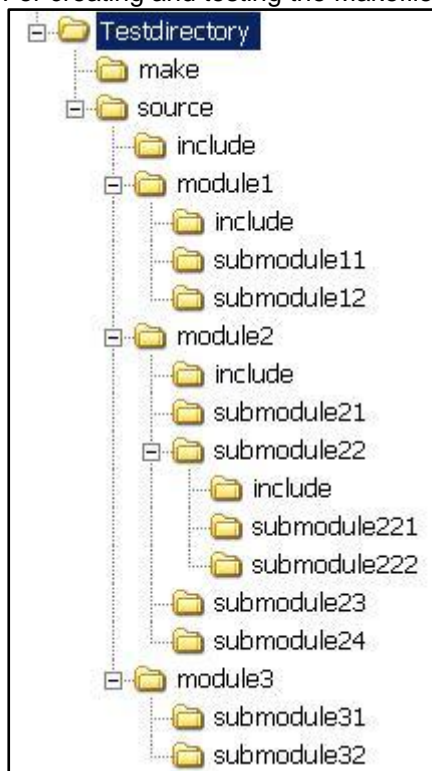 Testdirectory
make
source
include
module1
include
submodule11
submodule12
module2
include
submodule21
submodule22
include
submodule221
submodule222
submodule23
submodule24
module3
submodule31
submodule32